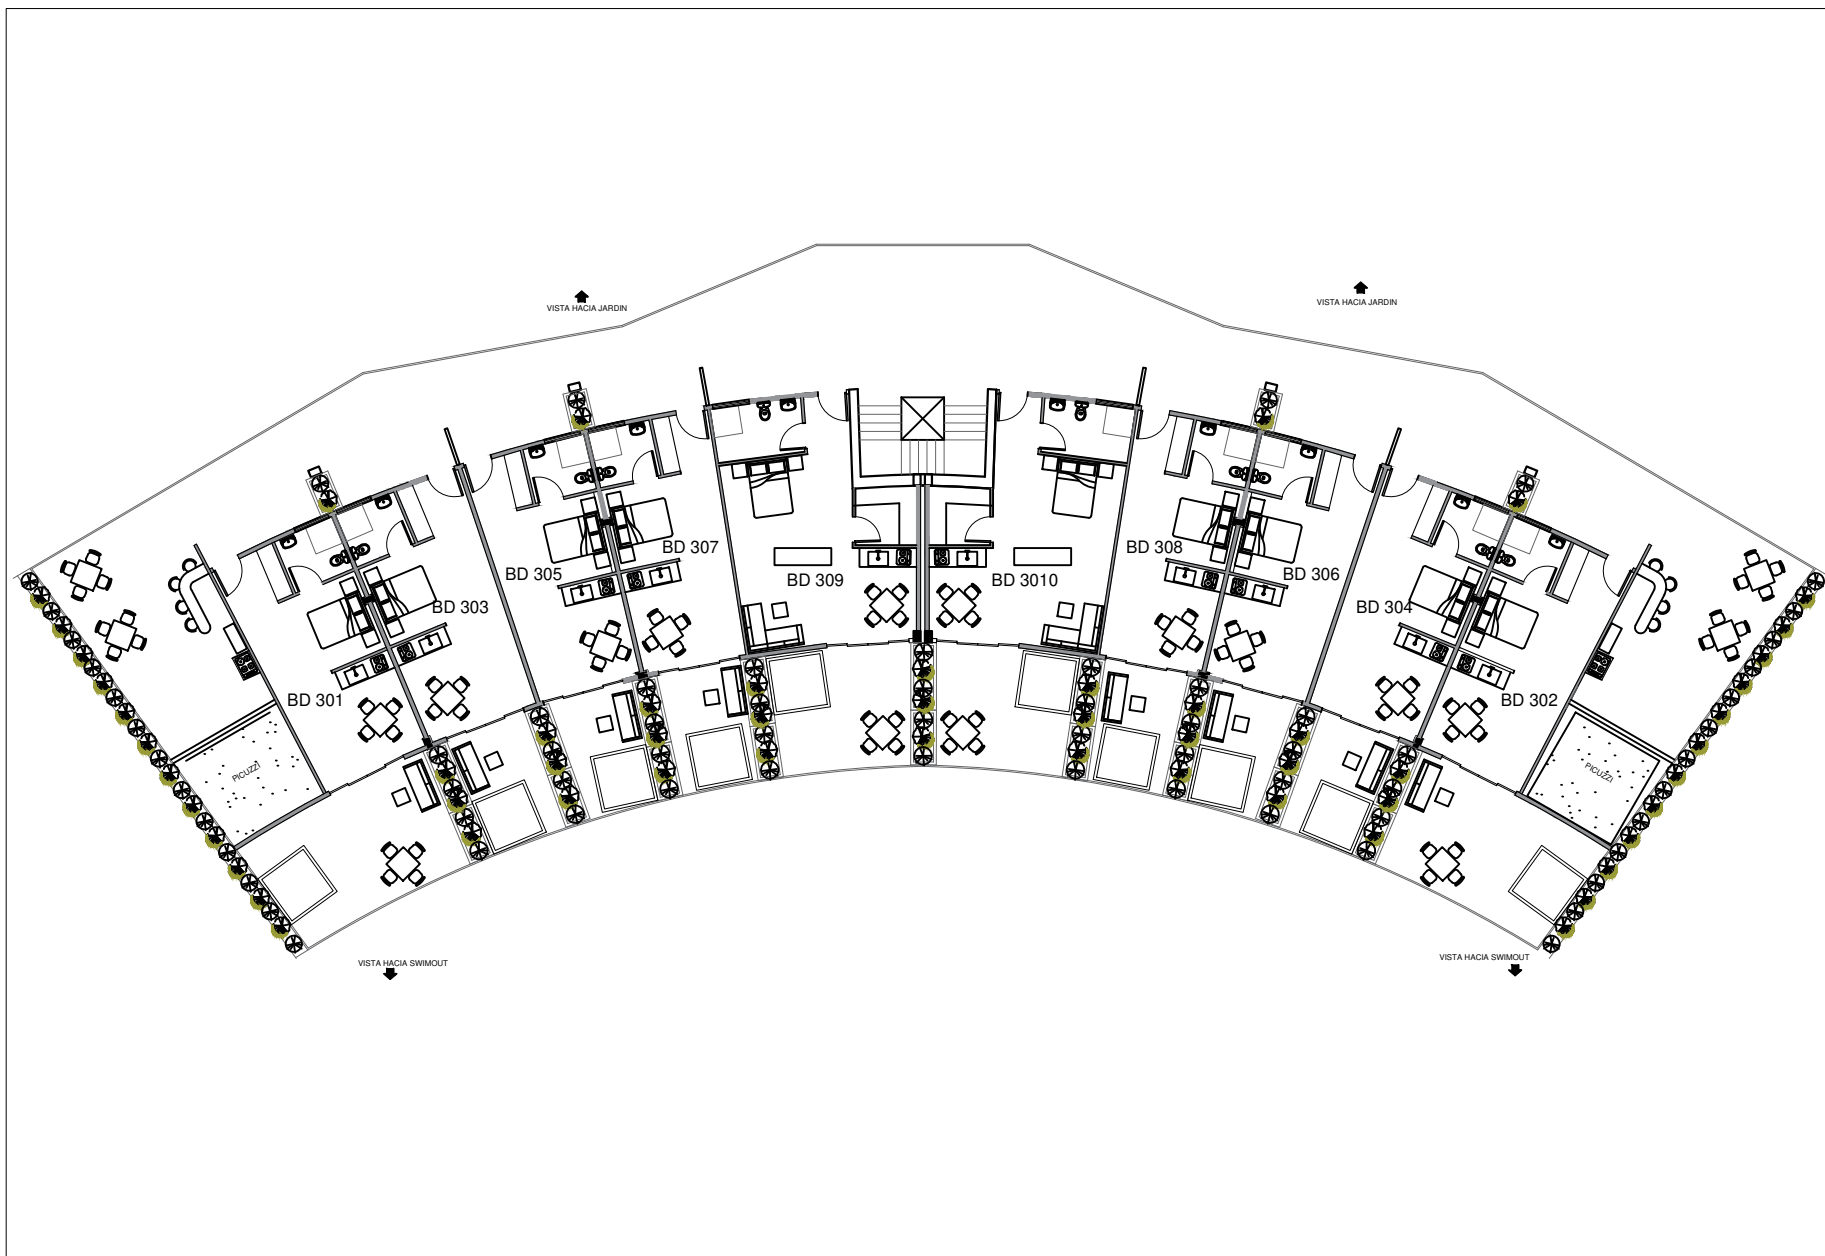 VISTA HACIA JARDIN
VISTA HACIA JARDIN
BD 307
BD 308
BD 305
BD 309
BD 3010
BD 306
BD 303
BD 304
BD 301
BD 302
PICUZZI
PICUZZI
VISTA HACIA SWIMOUT
VISTA HACIA SWIMOUT